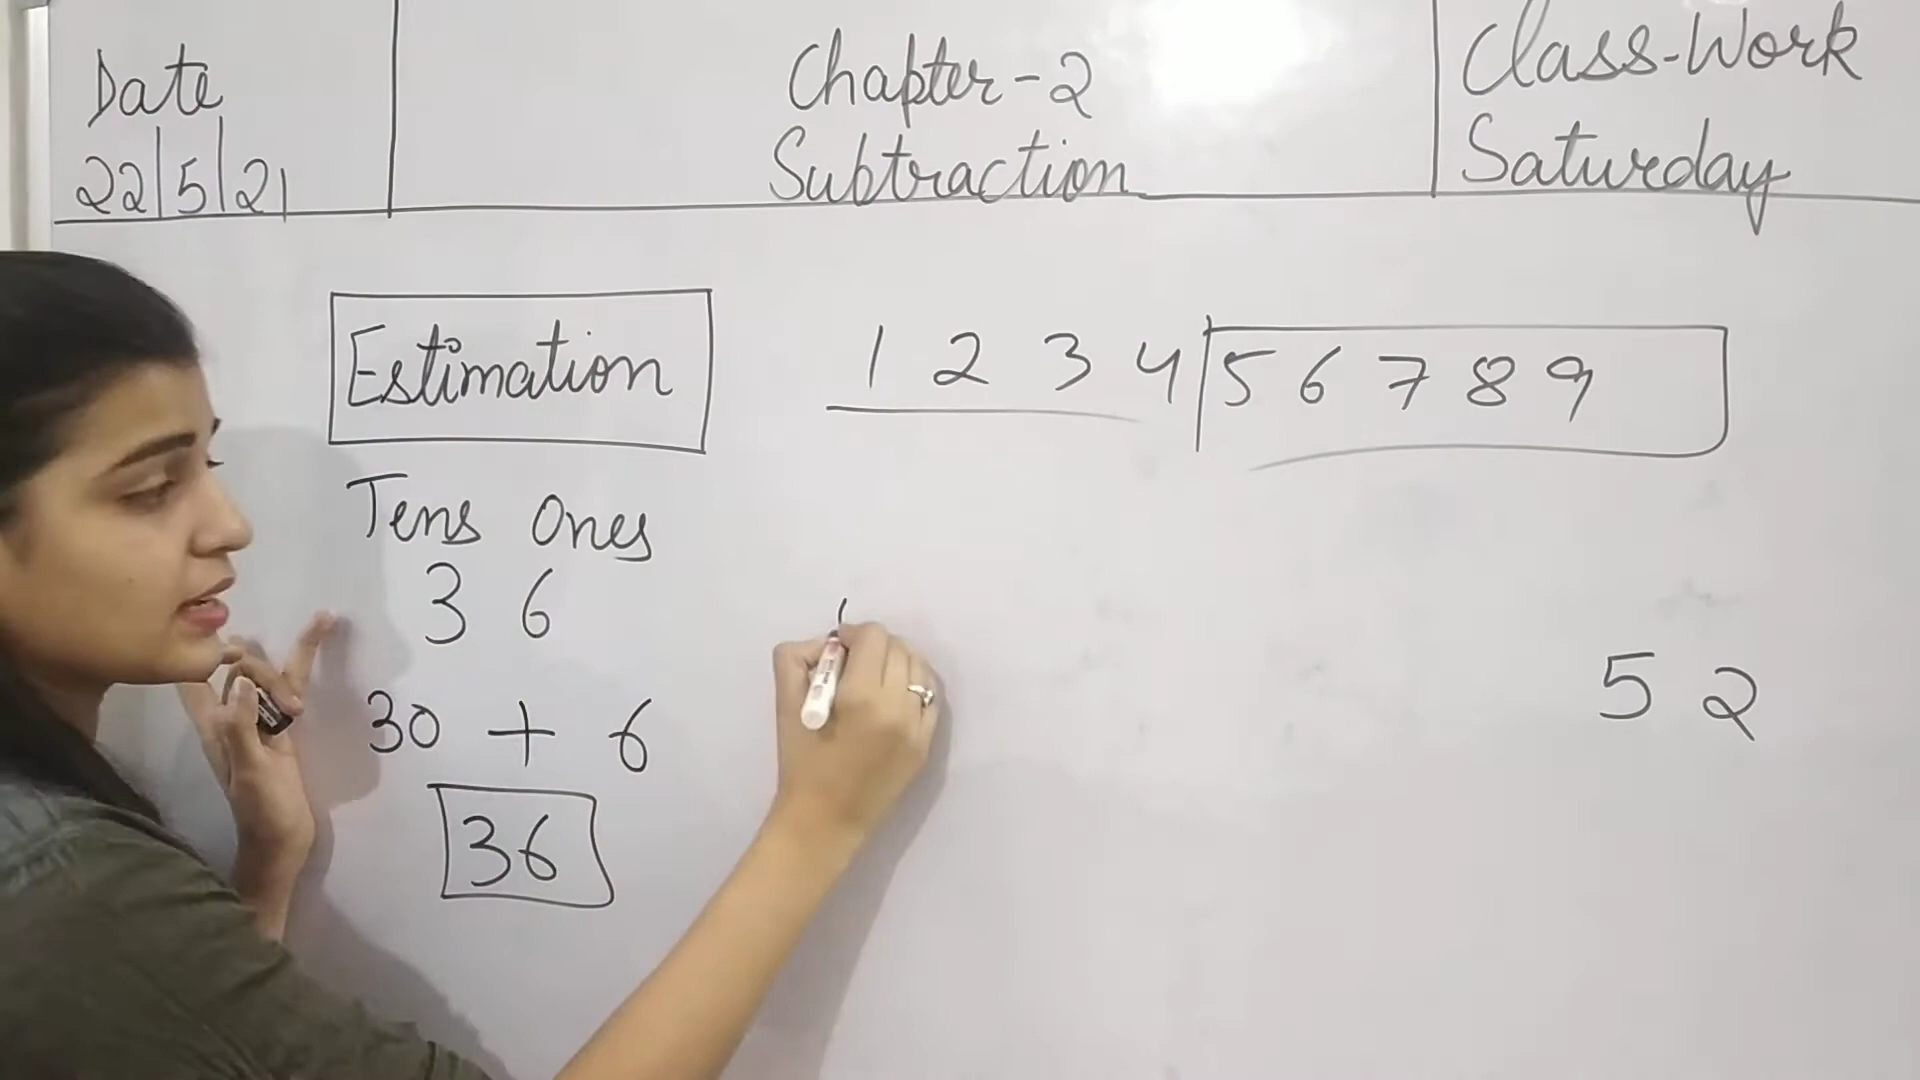 Date
22/5/21
Chapter-2
Subtraction
Class-Work
Saturday
Estimation
1 2 3 4 5 6 7 8 9
Tens Ones
3 6
30 + 6
36
5 2